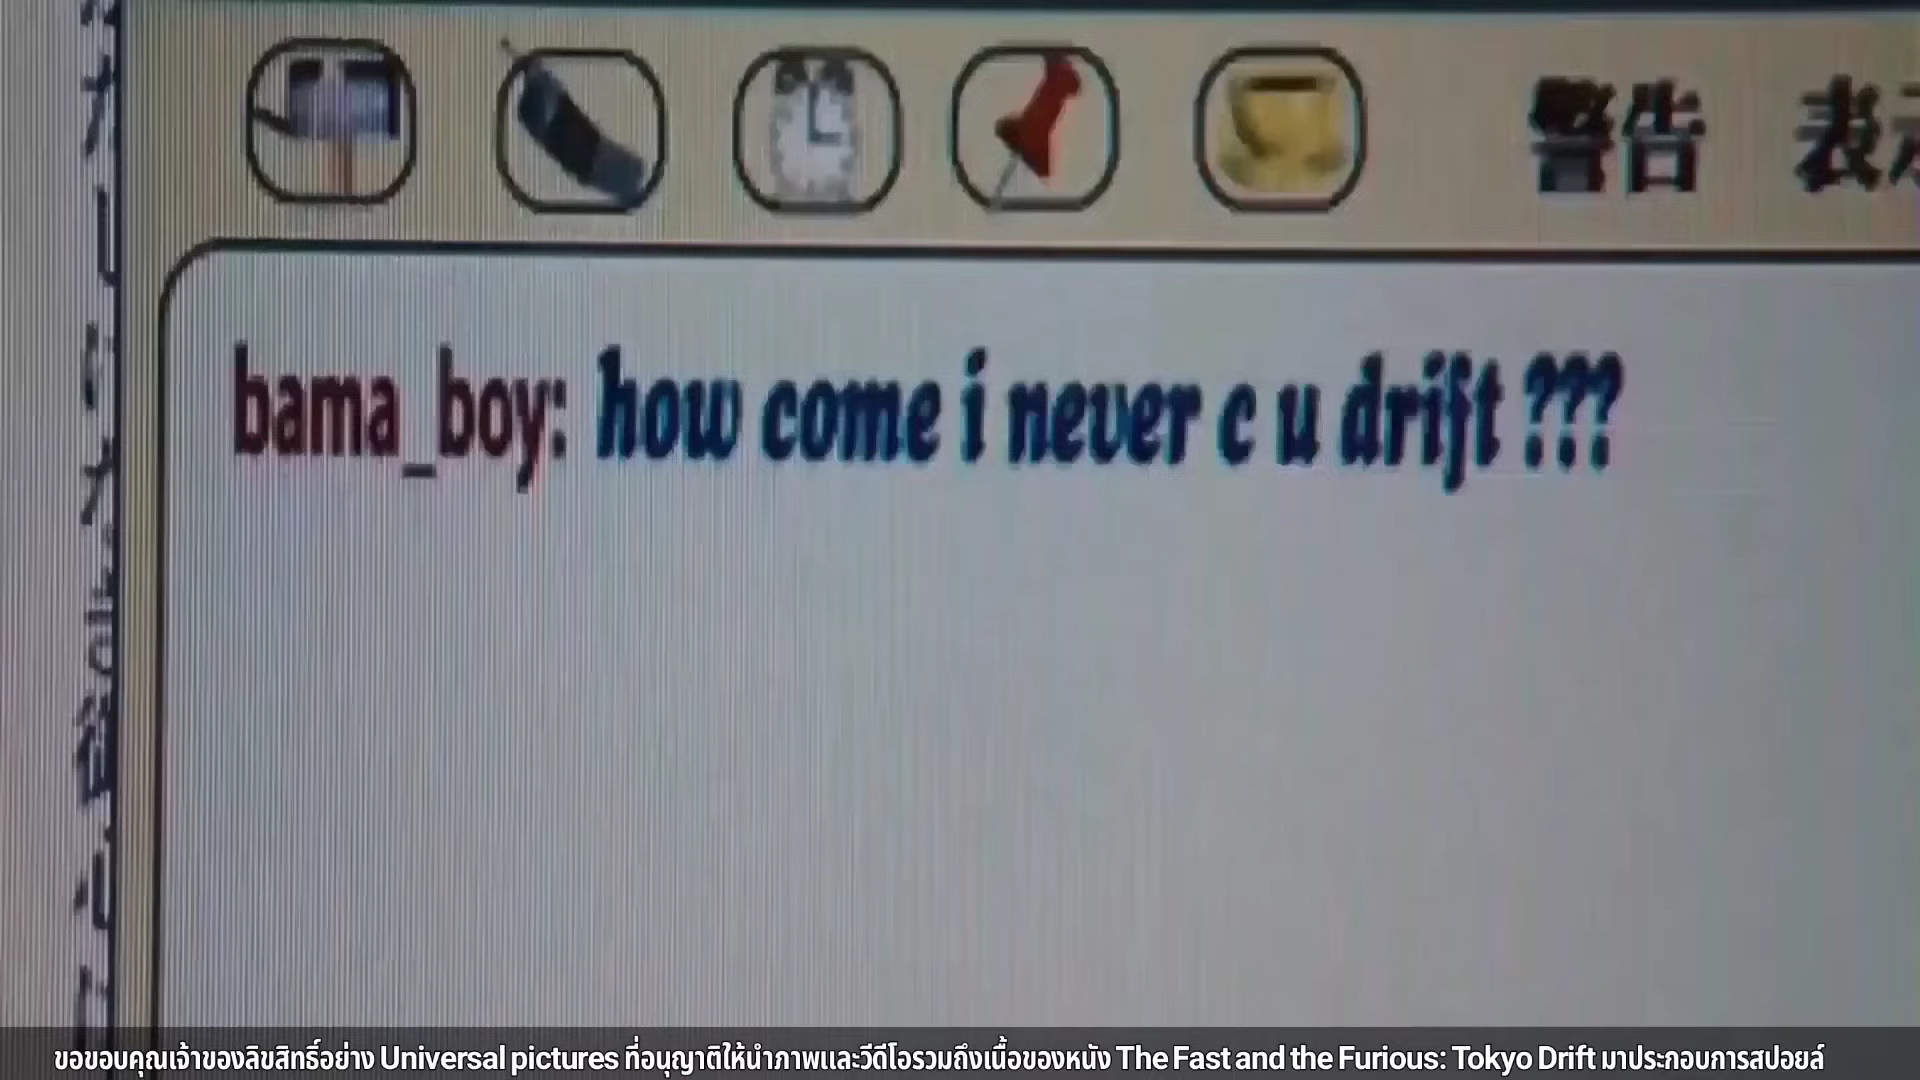 警告 表示
bama_boy: how come i never c u drift ???
ขอขอบคุณเจ้าของลิขสิทธิ์อย่าง Universal pictures ที่อนุญาตให้นำภาพและวีดีโอรวมถึงเนื้อของหนัง The Fast and the Furious: Tokyo Drift มาประกอบการสปอยล์